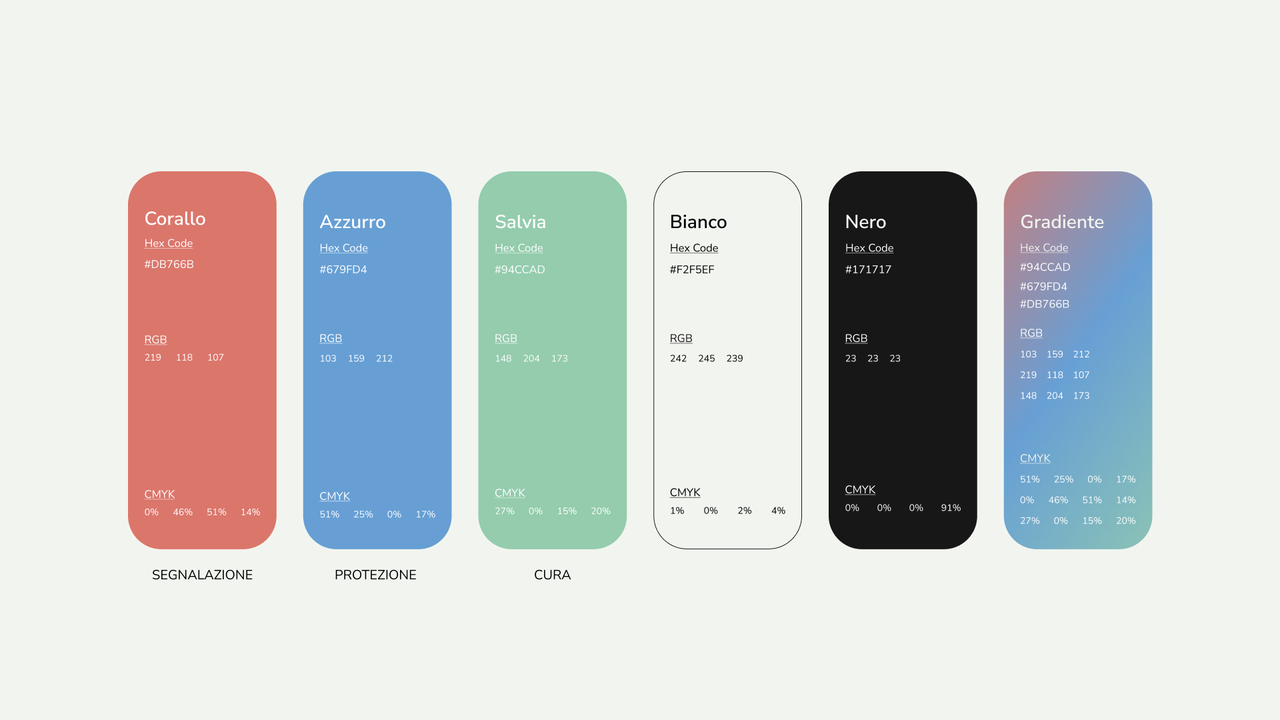 Corallo
Hex Code
#DB766B
RGB
219 118 107
CMYK
0% 46% 51% 14%
SEGNALAZIONE
Azzurro
Hex Code
#679FD4
RGB
103 159 212
CMYK
51% 25% 0% 17%
PROTEZIONE
Salvia
Hex Code
#94CCAD
RGB
148 204 173
CMYK
27% 0% 15% 20%
CURA
Bianco
Hex Code
#F2F5EF
RGB
242 245 239
CMYK
1% 0% 2% 4%
Nero
Hex Code
#171717
RGB
23 23 23
CMYK
0% 0% 0% 91%
Gradiente
Hex Code
#94CCAD
#679FD4
#DB766B
RGB
103 159 212
219 118 107
148 204 173
CMYK
51% 25% 0% 17%
0% 46% 51% 14%
27% 0% 15% 20%